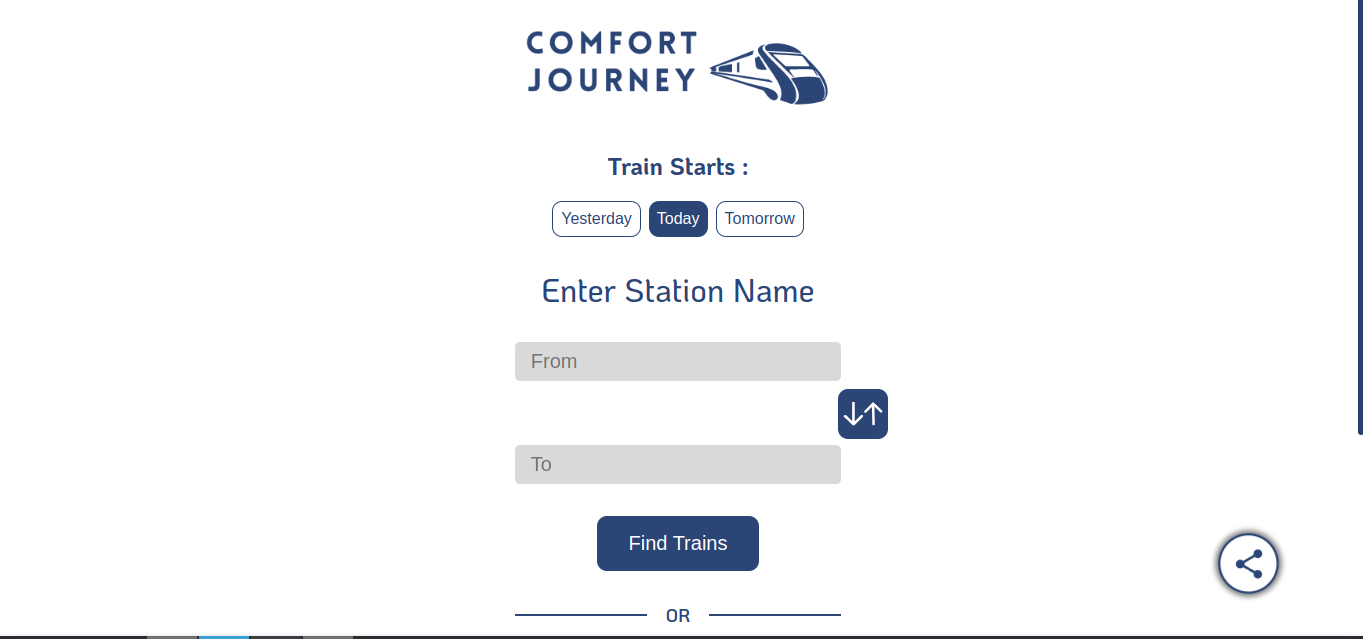 COMFORT
JOURNEY
Train Starts :
Yesterday Today Tomorrow
Enter Station Name
From
To
Find Trains
OR